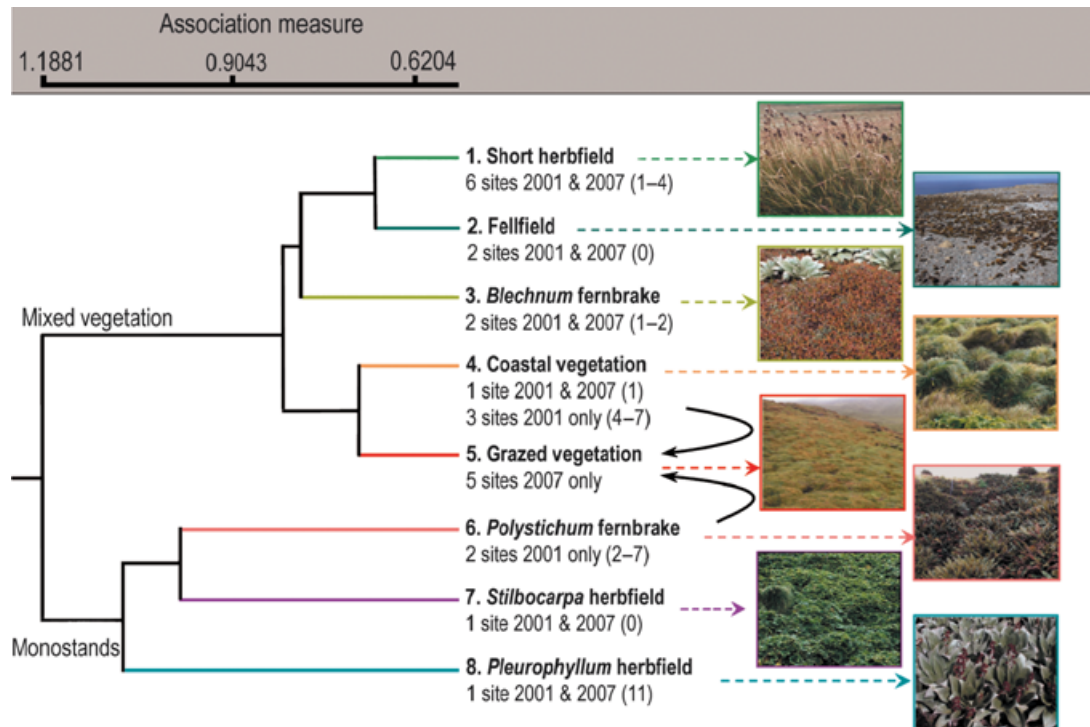 Association measure
1.1881 0.9043 0.6204
1. Short herbfield
6 sites 2001 & 2007 (1–4)
2. Fellfield
2 sites 2001 & 2007 (0)
3. Blechnum fernbrake
2 sites 2001 & 2007 (1–2)
Mixed vegetation
4. Coastal vegetation
1 site 2001 & 2007 (1)
3 sites 2001 only (4–7)
5. Grazed vegetation
5 sites 2007 only
6. Polystichum fernbrake
2 sites 2001 only (2–7)
7. Stilbocarpa herbfield
1 site 2001 & 2007 (0)
Monostands
8. Pleurophyllum herbfield
1 site 2001 & 2007 (11)